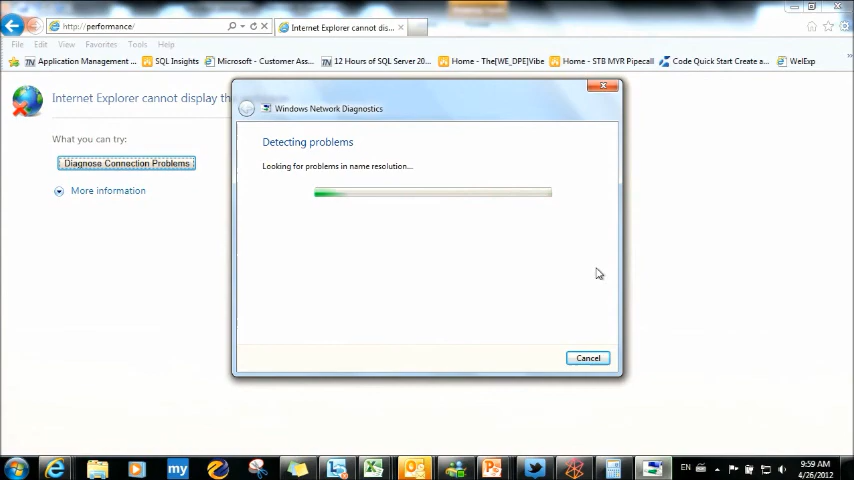 http://performance/
Internet Explorer cannot dis...
File Edit View Favorites Tools Help
Application Management ...
SQL Insights
Microsoft - Customer Assa...
12 Hours of SQL Server 20...
Home - The[WE_DPE]Vibe
Home - STB MYR Pipecall
Code Quick Start Create a...
WelExp
Internet Explorer cannot display th
What you can try:
Diagnose Connection Problems
More information
Windows Network Diagnostics
Detecting problems
Looking for problems in name resolution...
Cancel
my
EN
9:59 AM
4/26/2012